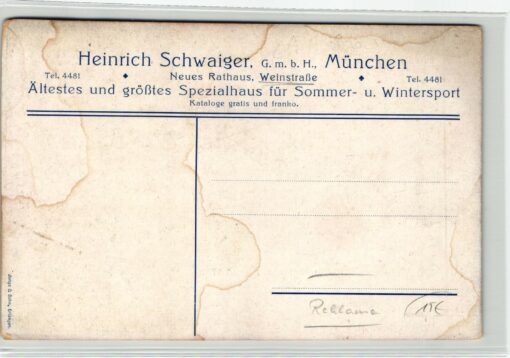 Heinrich Schwaiger, G. m. b. H., München
Tel. 4481 ♦ Neues Rathaus, Weinstraße ♦ Tel. 4481
Ältestes und größtes Spezialhaus für Sommer- u. Wintersport
Kataloge gratis und franko.
Reklame
15€